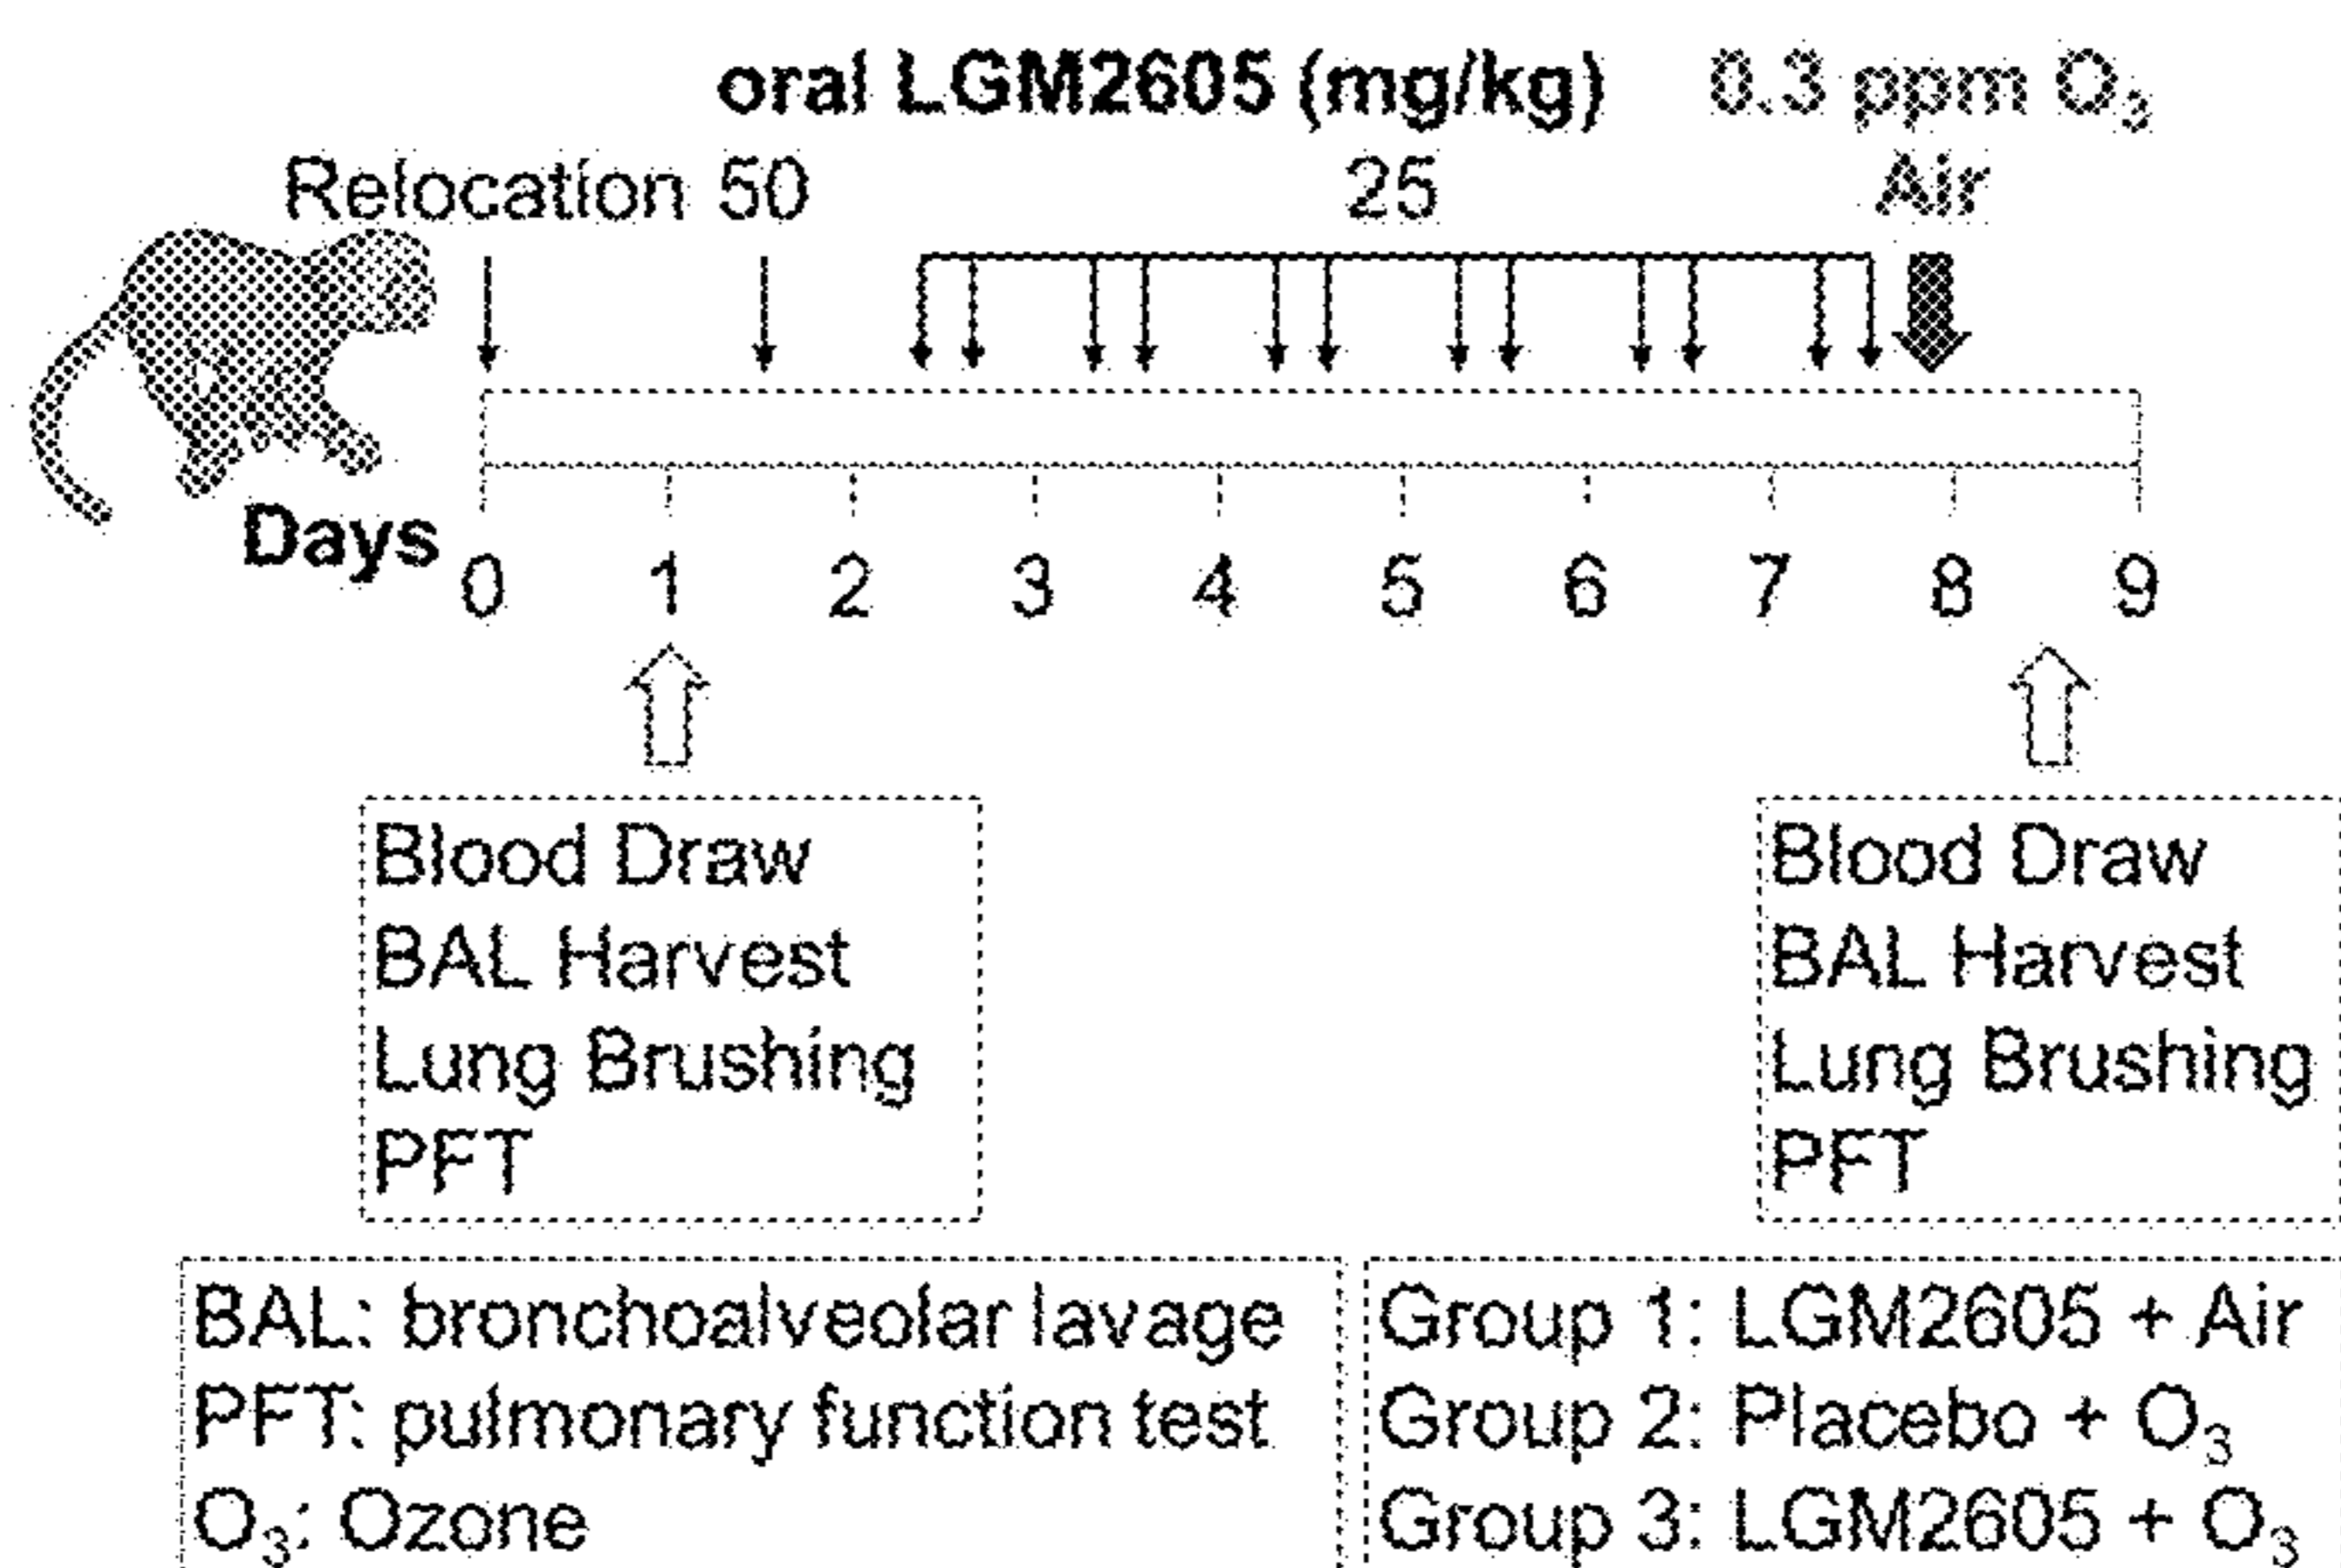 oral LGM2605 (mg/kg) 0.3 ppm O₃
Relocation 50 25 Air
Days 0 1 2 3 4 5 6 7 8 9
Blood Draw
BAL Harvest
Lung Brushing
PFT
Blood Draw
BAL Harvest
Lung Brushing
PFT
BAL: bronchoalveolar lavage
PFT: pulmonary function test
O₃: Ozone
Group 1: LGM2605 + Air
Group 2: Placebo + O₃
Group 3: LGM2605 + O₃